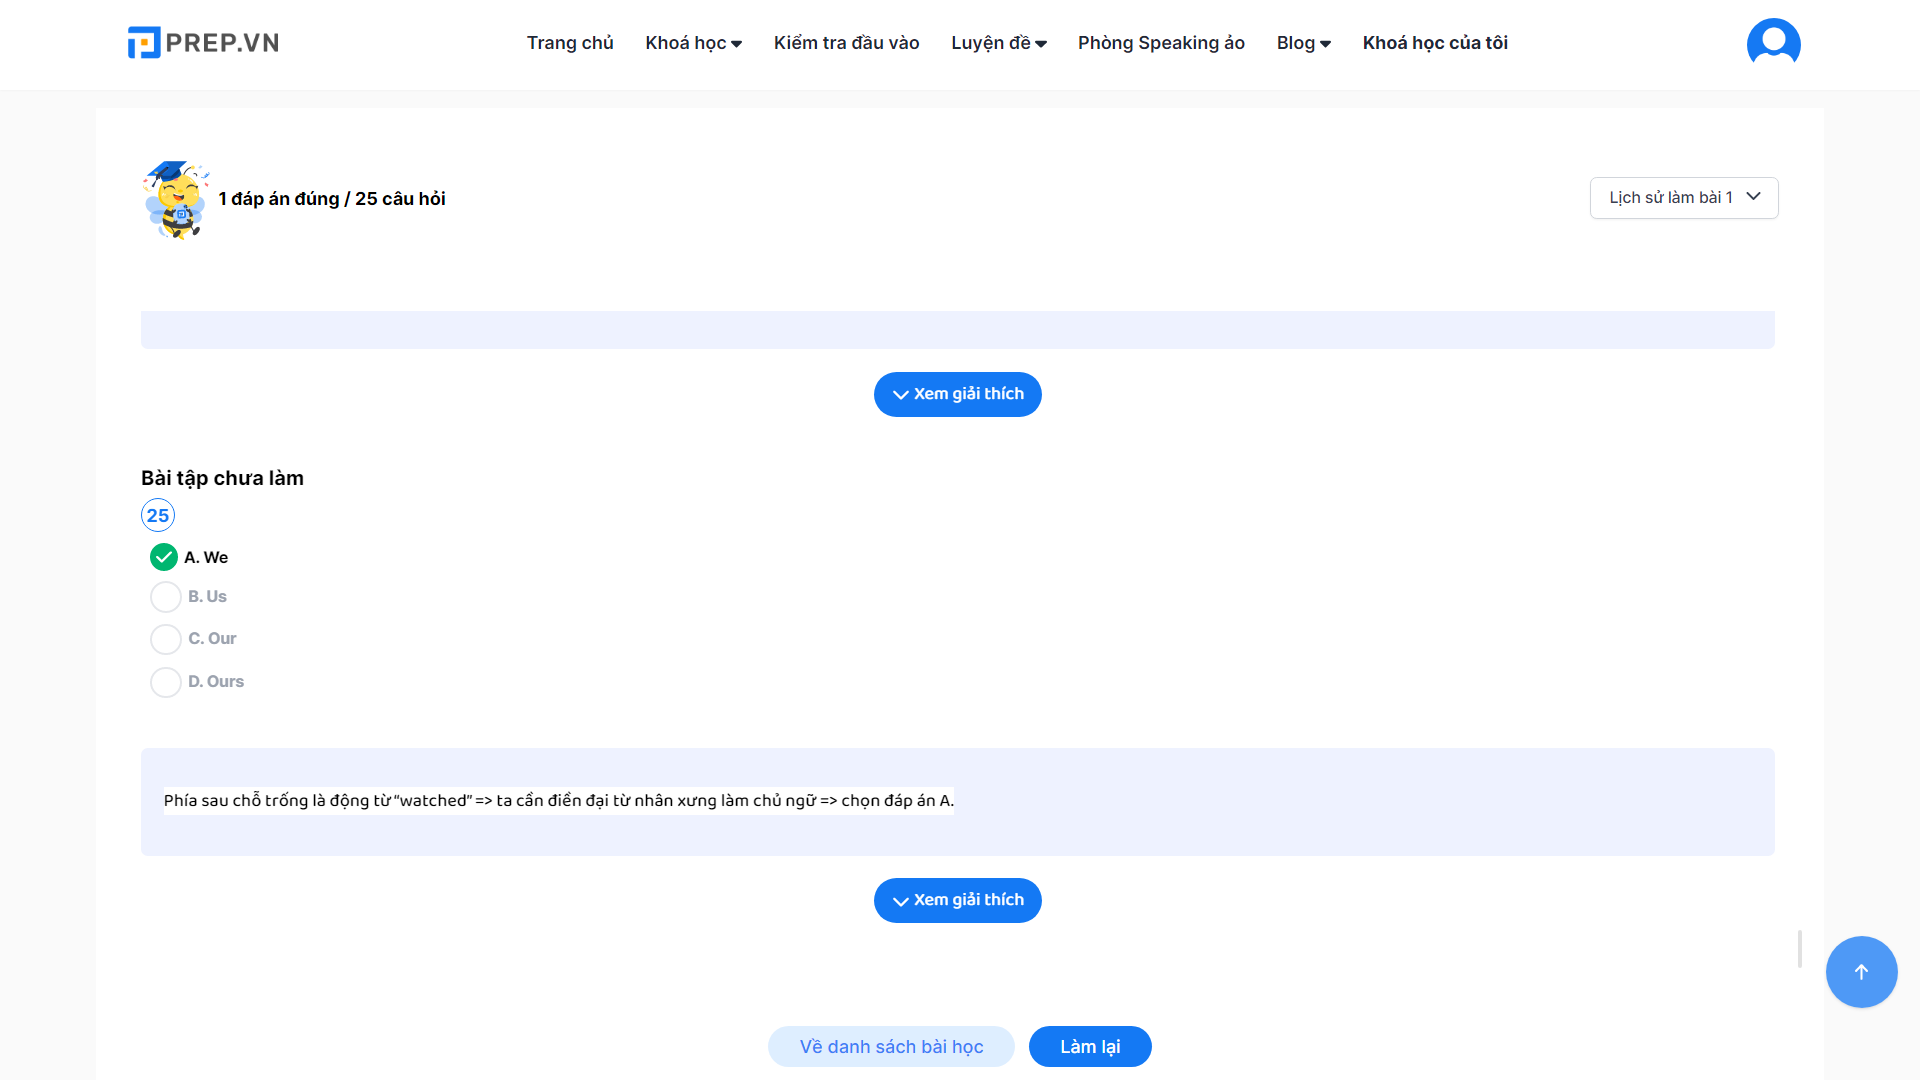 PREP.VN
Trang chủ Khoá học Kiểm tra đầu vào Luyện đề Phòng Speaking ảo Blog Khoá học của tôi
1 đáp án đúng / 25 câu hỏi
Lịch sử làm bài 1
Xem giải thích
Bài tập chưa làm
25
A. We
B. Us
C. Our
D. Ours
Phía sau chỗ trống là động từ “watched” => ta cần điền đại từ nhân xưng làm chủ ngữ => chọn đáp án A.
Xem giải thích
Về danh sách bài học Làm lại